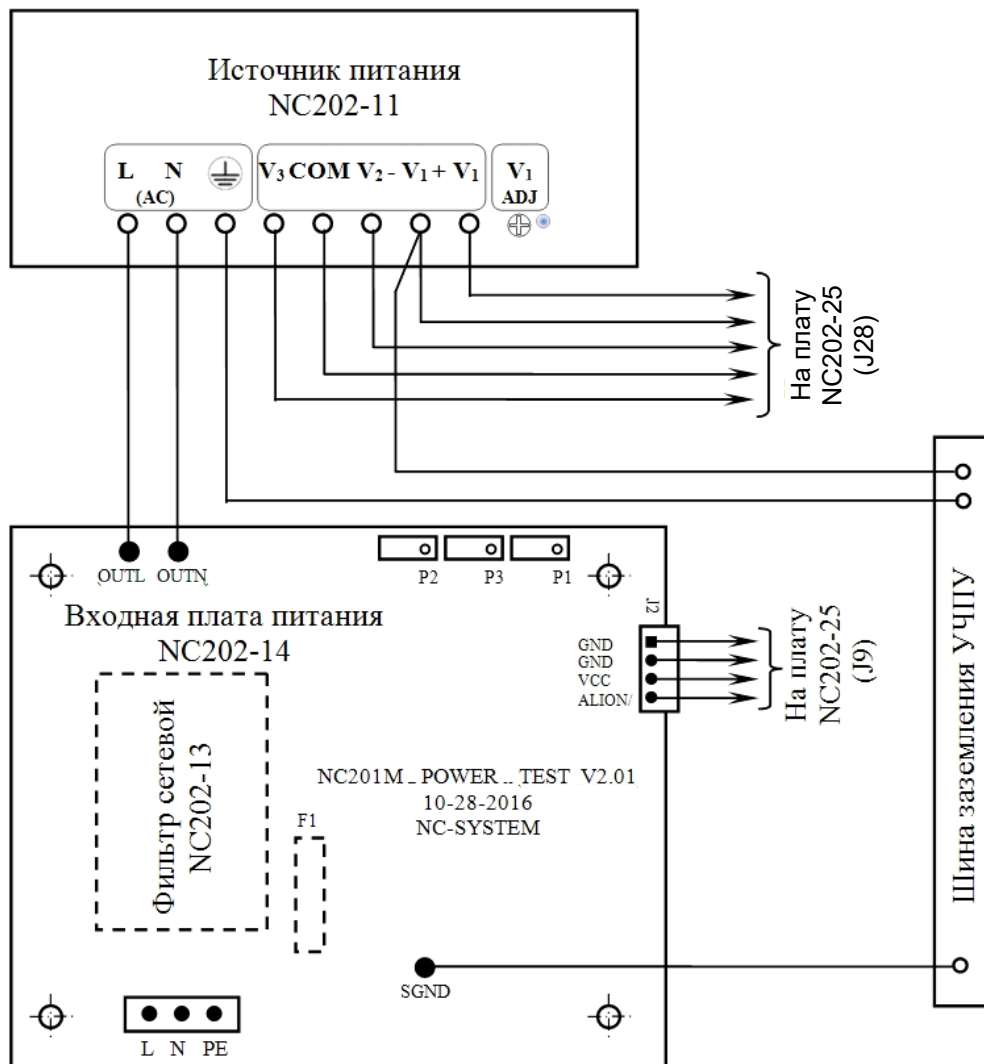 Источник питания
NC202-11
L N
(AC)
V3 COM V2 - V1 + V1
V1
ADJ
На плату
NC202-25
(J28)
OUTL OUTN
P2 P3 P1
Входная плата питания
NC202-14
J2
GND
GND
VCC
ALION/
На плату
NC202-25
(J9)
Фильтр сетевой
NC202-13
NC201M_POWER_TEST V2.01
10-28-2016
NC-SYSTEM
F1
SGND
L N PE
Шина заземления УЧПУ